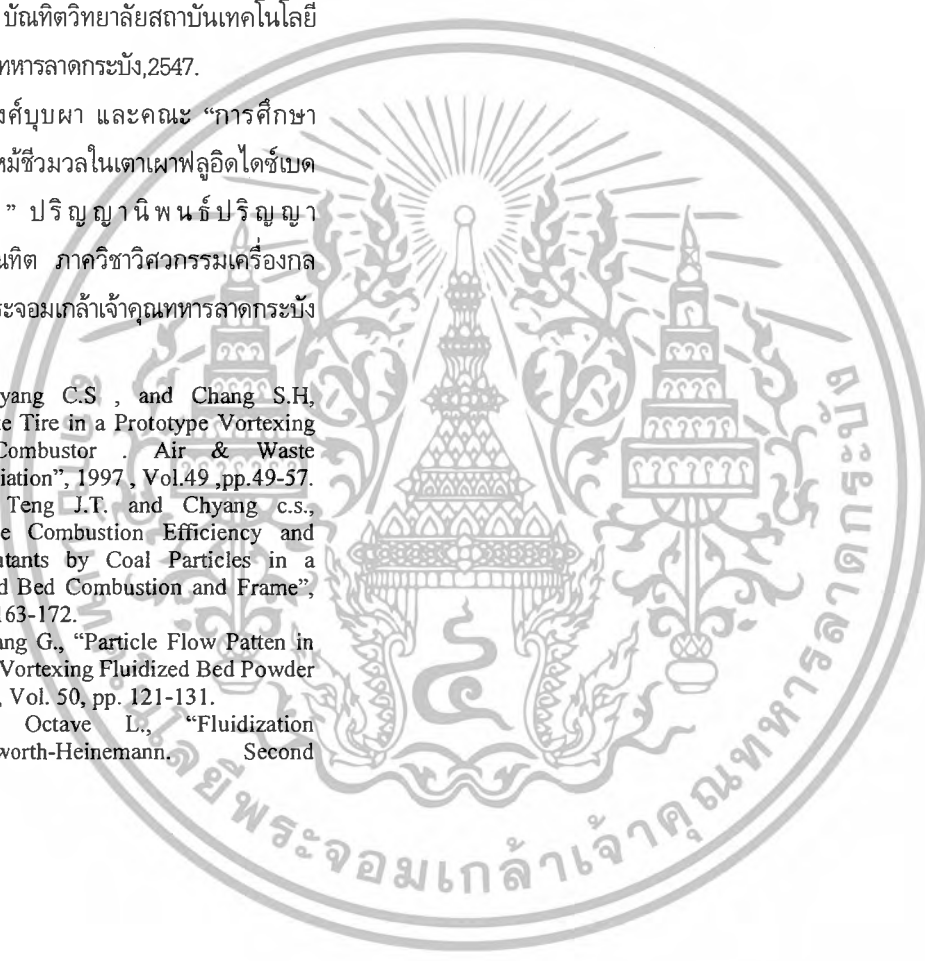 บัณฑิตวิทยาลัยสถาบันเทคโนโลยี
ทหารลาดกระบัง,2547.
งศ์บุบผา และคณะ “การศึกษา
หม้ชีวมวลในเตาเผาฟลูอิดไดซ์เบด
” ปริญญานิพนธ์ปริญญา
ณฑิต ภาควิชาวิศวกรรมเครื่องกล
ระจอมเกล้าเจ้าคุณทหารลาดกระบัง
yang C.S , and Chang S.H,
e Tire in a Prototype Vortexing
Combustor . Air & Waste
iation”, 1997 , Vol.49 ,pp.49-57.
Teng J.T. and Chyang c.s.,
e Combustion Efficiency and
tants by Coal Particles in a
d Bed Combustion and Frame”,
163-172.
ang G., “Particle Flow Patten in
Vortexing Fluidized Bed Powder
, Vol. 50, pp. 121-131.
Octave L., “Fluidization
worth-Heinemann. Second
๔
โลยีพระจอมเกล้าเจ้าคุณทหารลาดกระบัง